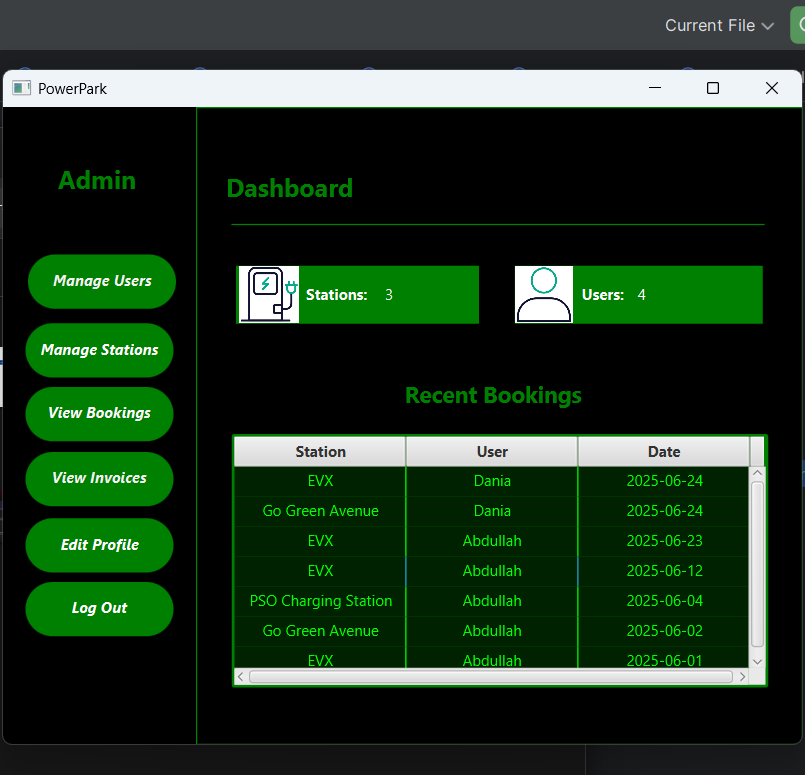 Current File
PowerPark
Admin
Manage Users
Manage Stations
View Bookings
View Invoices
Edit Profile
Log Out
Dashboard
Stations: 3
Users: 4
Recent Bookings
Station User Date
EVX Dania 2025-06-24
Go Green Avenue Dania 2025-06-24
EVX Abdullah 2025-06-23
EVX Abdullah 2025-06-12
PSO Charging Station Abdullah 2025-06-04
Go Green Avenue Abdullah 2025-06-02
EVX Abdullah 2025-06-01